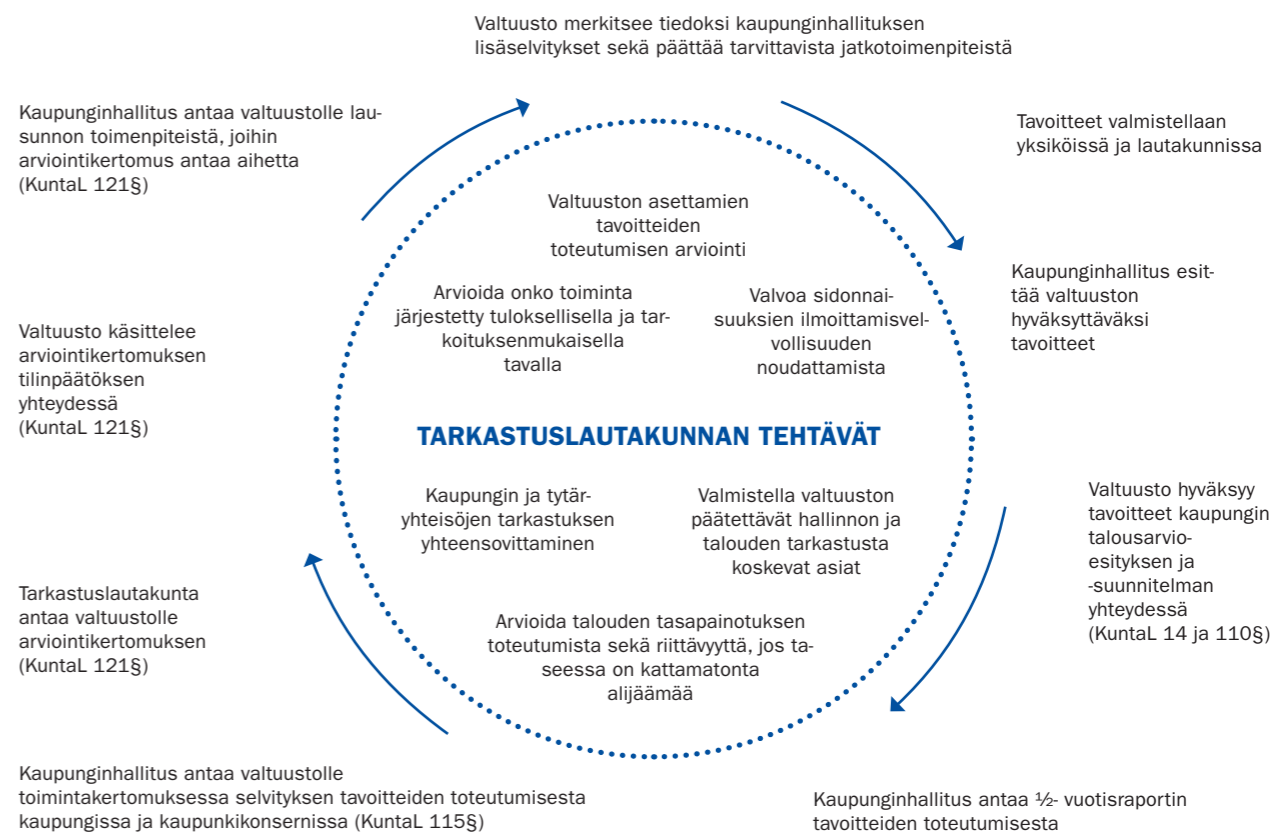 Valtuusto merkitsee tiedoksi kaupunginhallituksen
lisäselvitykset sekä päättää tarvittavista jatkotoimenpiteistä
Tavoitteet valmistellaan
yksiköissä ja lautakunnissa
Kaupunginhallitus esit-
tää valtuuston
hyväksyttäväksi
tavoitteet
Valtuusto hyväksyy
tavoitteet kaupungin
talousarvio-
esityksen ja
-suunnitelman
yhteydessä
(KuntaL 14 ja 110§)
Kaupunginhallitus antaa ½- vuotisraportin
tavoitteiden toteutumisesta
Kaupunginhallitus antaa valtuustolle
toimintakertomuksessa selvityksen tavoitteiden toteutumisesta
kaupungissa ja kaupunkikonsernissa (KuntaL 115§)
Tarkastuslautakunta
antaa valtuustolle
arviointikertomuksen
(KuntaL 121§)
Valtuusto käsittelee
arviointikertomuksen
tilinpäätöksen
yhteydessä
(KuntaL 121§)
Kaupunginhallitus antaa valtuustolle lau-
sunnon toimenpiteistä, joihin
arviointikertomus antaa aihetta
(KuntaL 121§)
Valtuuston asettamien
tavoitteiden
toteutumisen arviointi
Arvioida onko toiminta
järjestetty tuloksellisella ja tar-
koituksenmukaisella
tavalla
Valvoa sidonnai-
suuksien ilmoittamisvel-
vollisuuden
noudattamista
TARKASTUSLAUTAKUNNAN TEHTÄVÄT
Kaupungin ja tytär-
yhteisöjen tarkastuksen
yhteensovittaminen
Valmistella valtuuston
päätettävät hallinnon ja
talouden tarkastusta
koskevat asiat
Arvioida talouden tasapainotuksen
toteutumista sekä riittävyyttä, jos ta-
seessa on kattamatonta
alijäämää